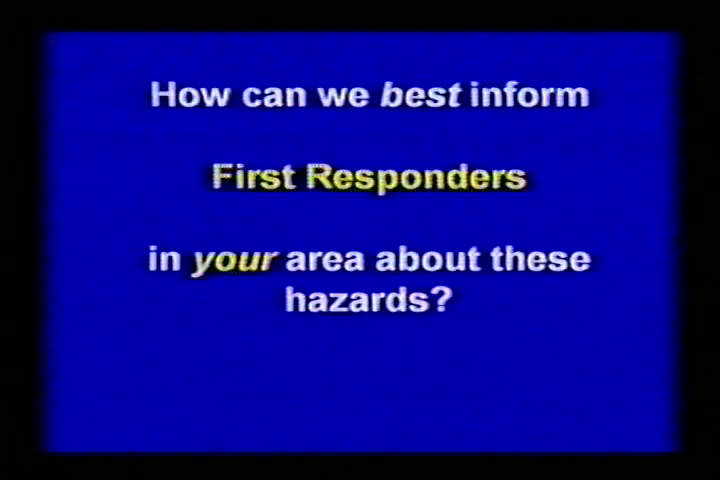 How can we best inform
First Responders
in your area about these
hazards?